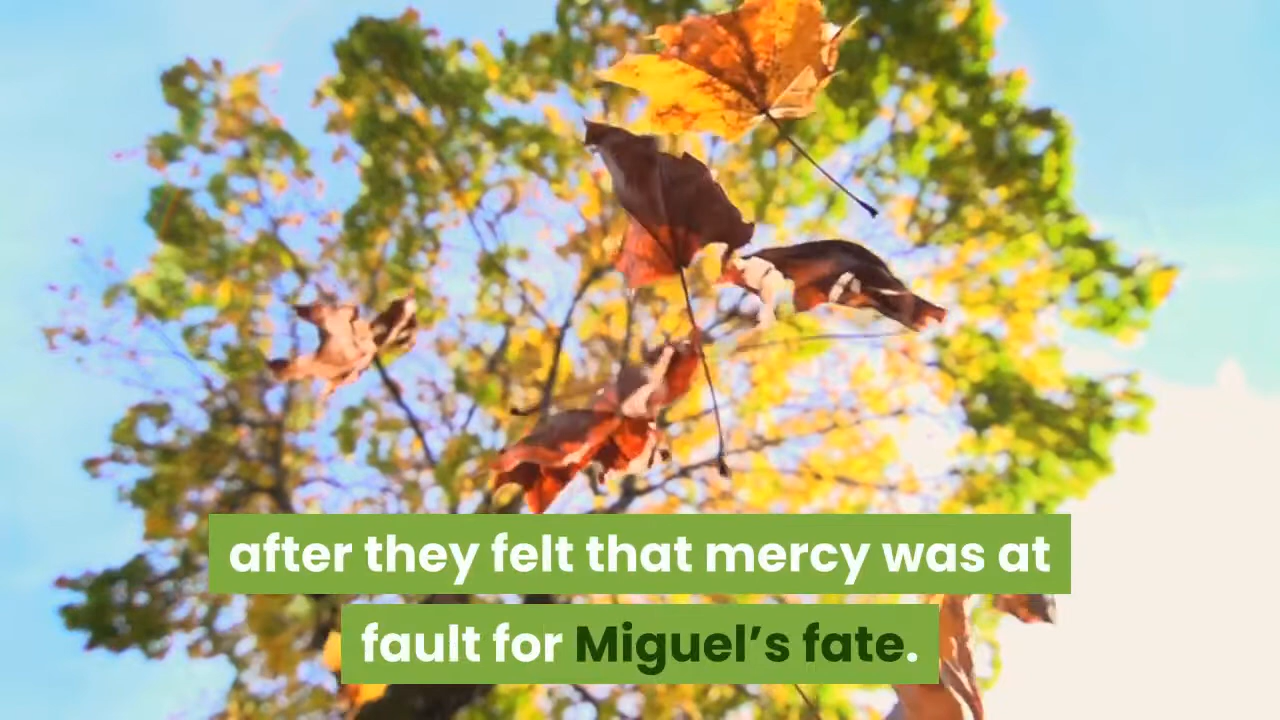 after they felt that mercy was at
fault for Miguel’s fate.